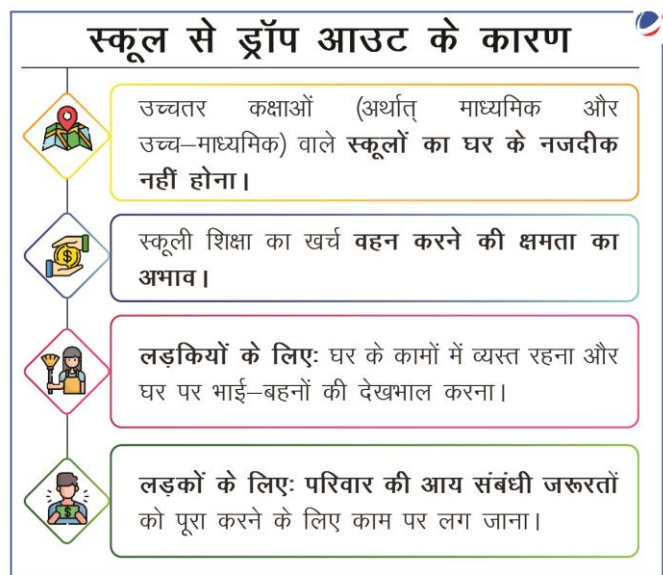 स्कूल से ड्रॉप आउट के कारण
उच्चतर कक्षाओं (अर्थात् माध्यमिक और
उच्च–माध्यमिक) वाले स्कूलों का घर के नजदीक
नहीं होना।
स्कूली शिक्षा का खर्च वहन करने की क्षमता का
अभाव।
लड़कियों के लिए: घर के कामों में व्यस्त रहना और
घर पर भाई–बहनों की देखभाल करना।
लड़कों के लिए: परिवार की आय संबंधी जरूरतों
को पूरा करने के लिए काम पर लग जाना।